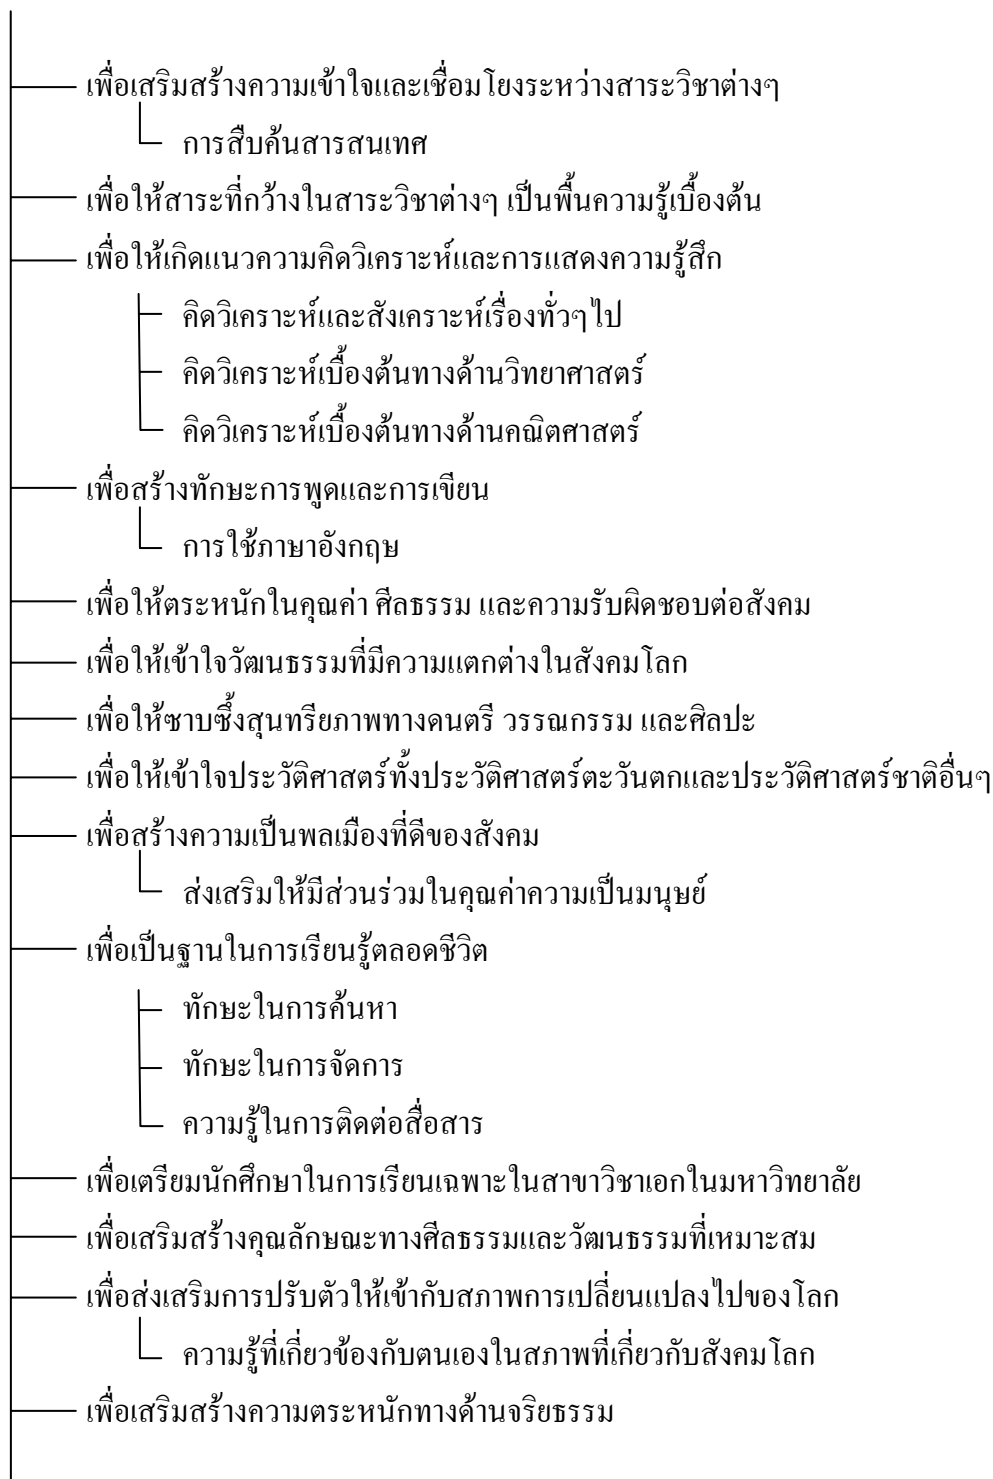 เพื่อเสริมสร้างความเข้าใจและเชื่อมโยงระหว่างสาระวิชาต่างๆ
การสืบค้นสารสนเทศ
เพื่อให้สาระที่กว้างในสาระวิชาต่างๆ เป็นพื้นความรู้เบื้องต้น
เพื่อให้เกิดแนวความคิดวิเคราะห์และการแสดงความรู้สึก
คิดวิเคราะห์และสังเคราะห์เรื่องทั่วๆไป
คิดวิเคราะห์เบื้องต้นทางด้านวิทยาศาสตร์
คิดวิเคราะห์เบื้องต้นทางด้านคณิตศาสตร์
เพื่อสร้างทักษะการพูดและการเขียน
การใช้ภาษาอังกฤษ
เพื่อให้ตระหนักในคุณค่า ศีลธรรม และความรับผิดชอบต่อสังคม
เพื่อให้เข้าใจวัฒนธรรมที่มีความแตกต่างในสังคมโลก
เพื่อให้ซาบซึ้งสุนทรียภาพทางดนตรี วรรณกรรม และศิลปะ
เพื่อให้เข้าใจประวัติศาสตร์ทั้งประวัติศาสตร์ตะวันตกและประวัติศาสตร์ชาติอื่นๆ
เพื่อสร้างความเป็นพลเมืองที่ดีของสังคม
ส่งเสริมให้มีส่วนร่วมในคุณค่าความเป็นมนุษย์
เพื่อเป็นฐานในการเรียนรู้ตลอดชีวิต
ทักษะในการค้นหา
ทักษะในการจัดการ
ความรู้ในการติดต่อสื่อสาร
เพื่อเตรียมนักศึกษาในการเรียนเฉพาะในสาขาวิชาเอกในมหาวิทยาลัย
เพื่อเสริมสร้างคุณลักษณะทางศีลธรรมและวัฒนธรรมที่เหมาะสม
เพื่อส่งเสริมการปรับตัวให้เข้ากับสภาพการเปลี่ยนแปลงไปของโลก
ความรู้ที่เกี่ยวข้องกับตนเองในสภาพที่เกี่ยวกับสังคมโลก
เพื่อเสริมสร้างความตระหนักทางด้านจริยธรรม